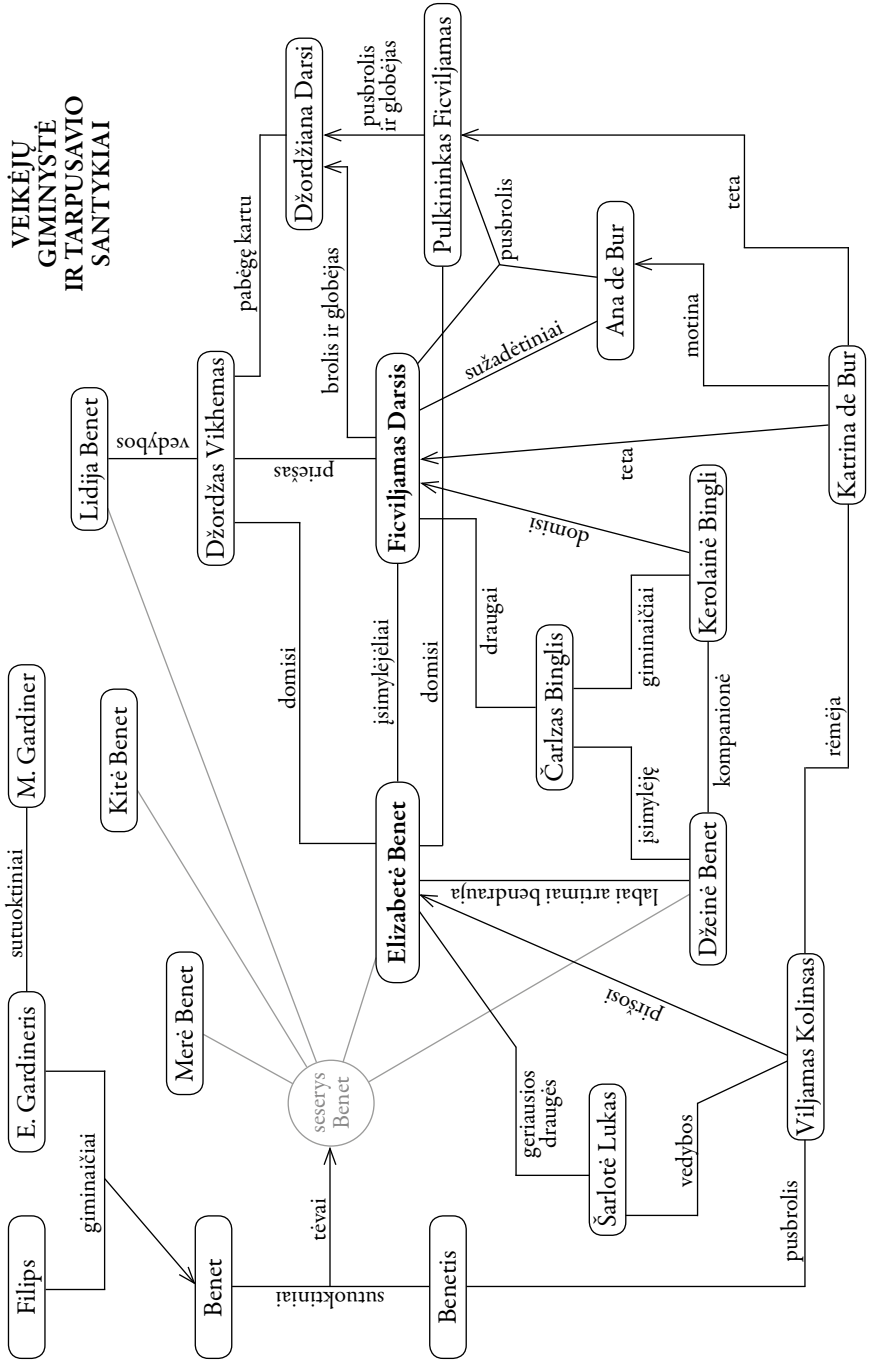 VEIKĖJŲ
GIMINYSTĖ
IR TARPUSAVIO
SANTYKIAI
Filips
E. Gardineris
sutuoktiniai
M. Gardiner
giminaičiai
Kitė Benet
Lidija Benet
Merė Benet
vedybos
Benet
Džordžas Vikhemas
pabėgę kartu
Džordžiana Darsi
tėvai
seserys
Benet
domisi
priešas
brolis ir globėjas
pusbrolis
ir globėjas
sutuoktiniai
Elizabetė Benet
įsimylėjėliai
Ficviljamas Darsis
Benetis
domisi
Pulkininkas Ficviljamas
draugai
pusbrolis
geriausios
draugės
labai artimai bendrauja
sužadėtiniai
Čarlzas Binglis
domisi
Ana de Bur
Šarlotė Lukas
piršosi
įsimylėję
giminaičiai
teta
motina
teta
vedybos
Džeinė Benet
kompanionė
Kerolainė Bingli
pusbrolis
Viljamas Kolinsas
rėmėja
Katrina de Bur